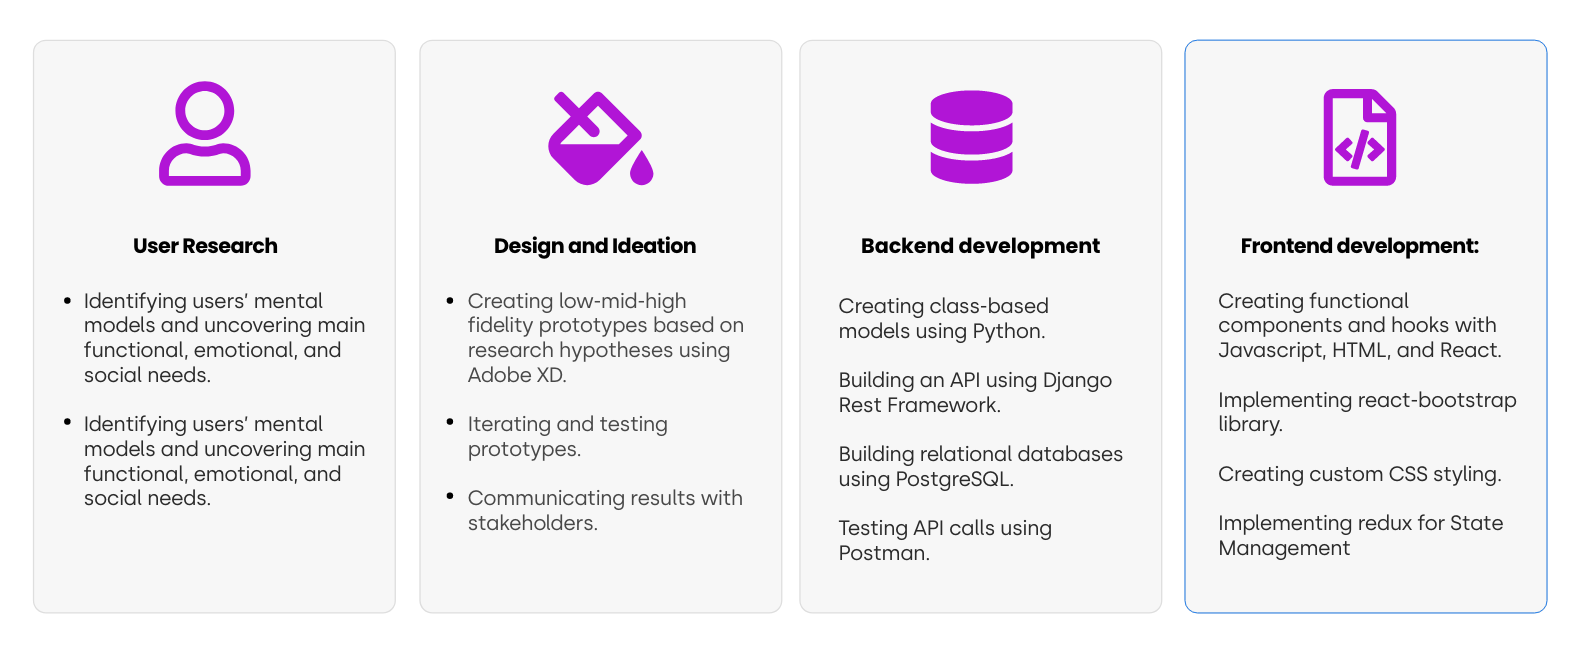 User Research
• Identifying users’ mental
models and uncovering main
functional, emotional, and
social needs.
• Identifying users’ mental
models and uncovering main
functional, emotional, and
social needs.
Design and Ideation
• Creating low-mid-high
fidelity prototypes based on
research hypotheses using
Adobe XD.
• Iterating and testing
prototypes.
• Communicating results with
stakeholders.
Backend development
Creating class-based
models using Python.
Building an API using Django
Rest Framework.
Building relational databases
using PostgreSQL.
Testing API calls using
Postman.
</>
Frontend development:
Creating functional
components and hooks with
Javascript, HTML, and React.
Implementing react-bootstrap
library.
Creating custom CSS styling.
Implementing redux for State
Management